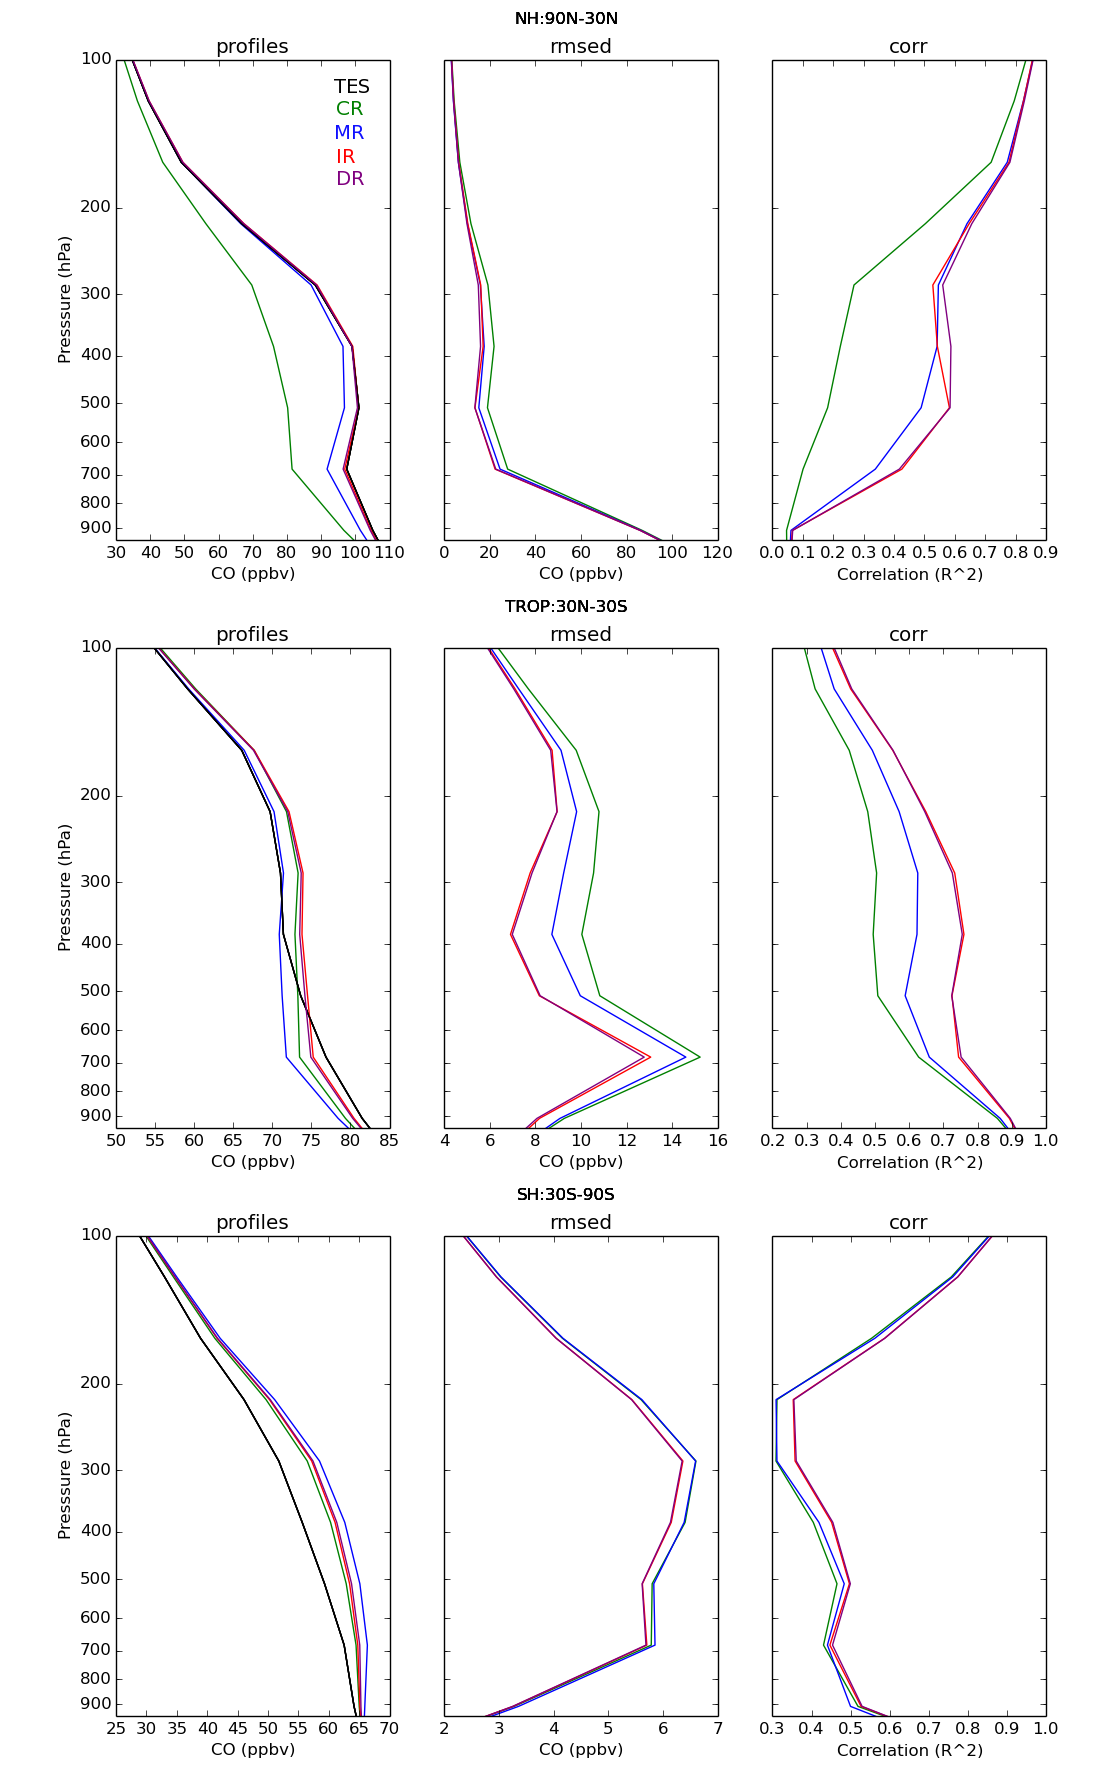 NH:90N-30N
profiles rmsed corr
TES
CR
MR
IR
DR
Presssure (hPa)
100
200
300
400
500
600
700
800
900
30 40 50 60 70 80 90 100 110
0 20 40 60 80 100 120
0.0 0.1 0.2 0.3 0.4 0.5 0.6 0.7 0.8 0.9
CO (ppbv) CO (ppbv) Correlation (R^2)
TROP:30N-30S
profiles rmsed corr
Presssure (hPa)
100
200
300
400
500
600
700
800
900
50 55 60 65 70 75 80 85
4 6 8 10 12 14 16
0.2 0.3 0.4 0.5 0.6 0.7 0.8 0.9 1.0
CO (ppbv) CO (ppbv) Correlation (R^2)
SH:30S-90S
profiles rmsed corr
Presssure (hPa)
100
200
300
400
500
600
700
800
900
25 30 35 40 45 50 55 60 65 70
2 3 4 5 6 7
0.3 0.4 0.5 0.6 0.7 0.8 0.9 1.0
CO (ppbv) CO (ppbv) Correlation (R^2)